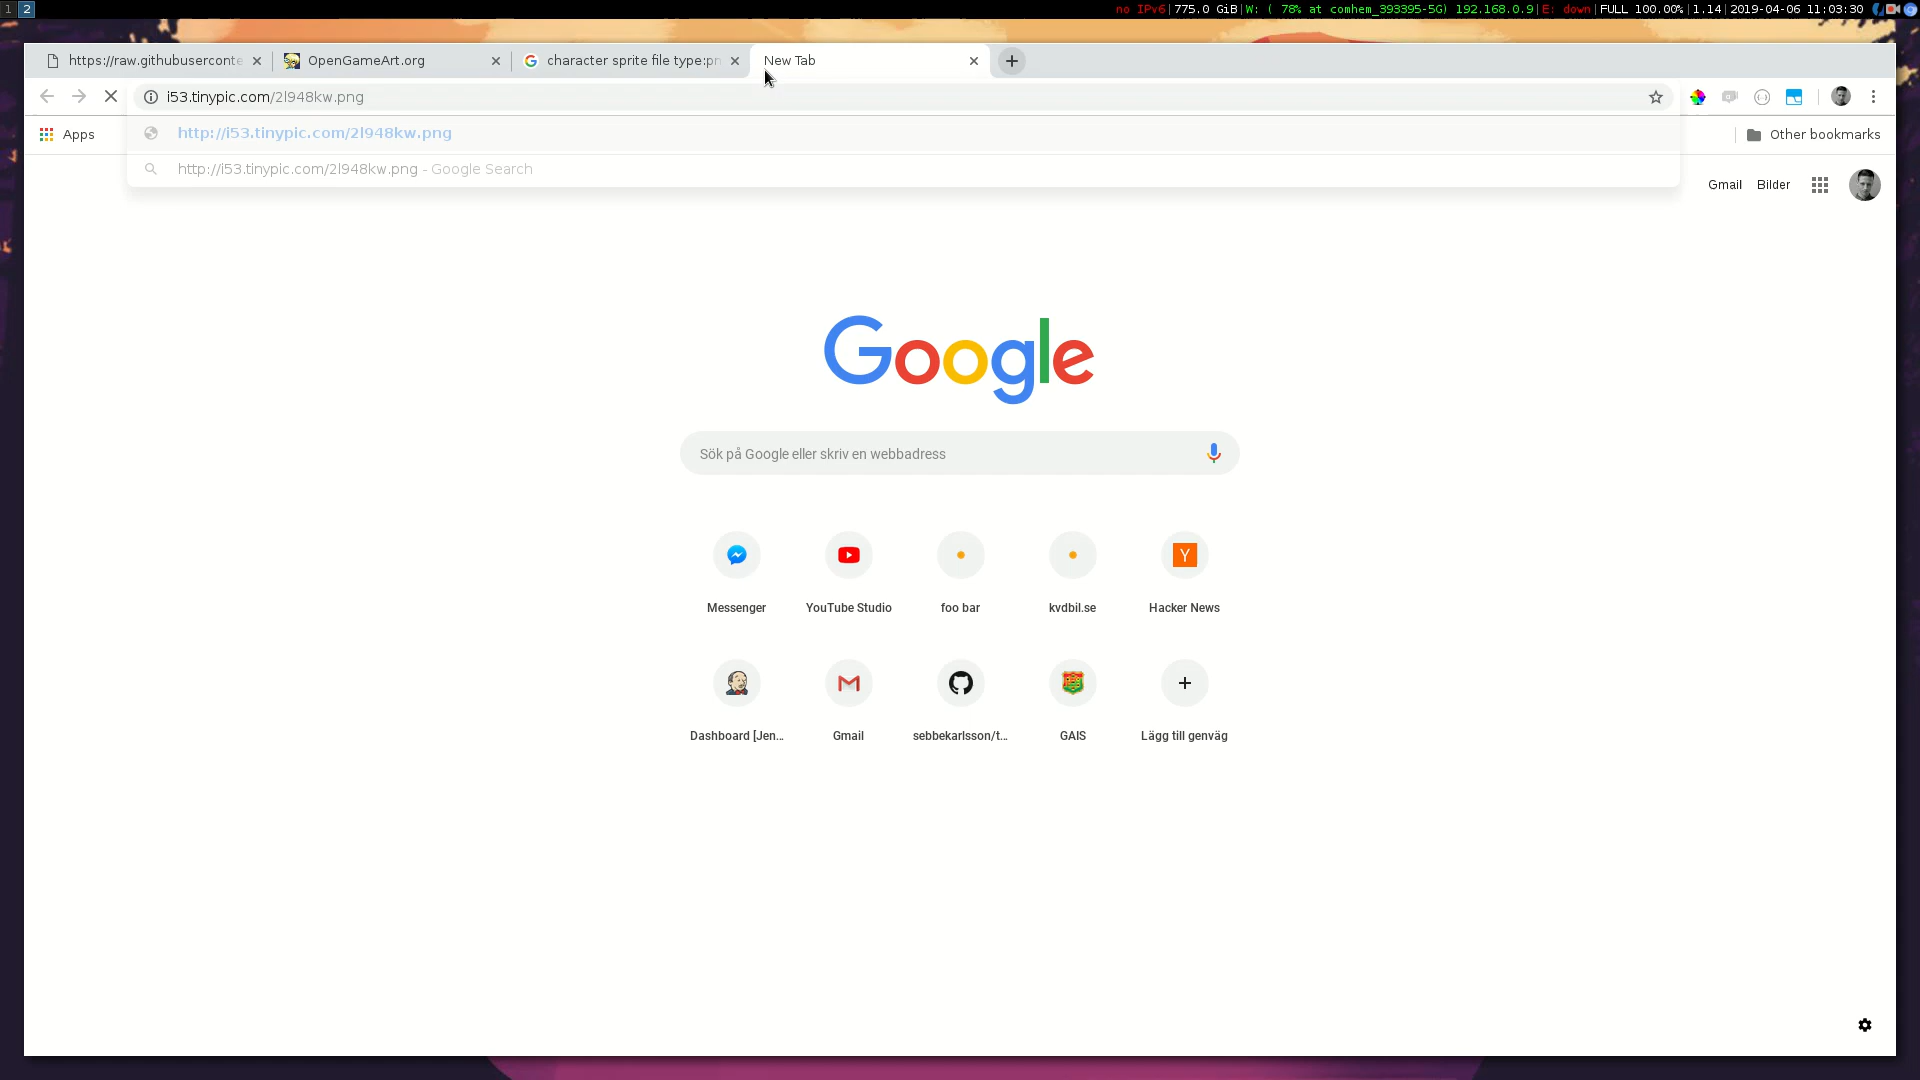 1 2 no IPv6|775.0 GiB|W: ( 78% at comhem_393395-5G) 192.168.0.9|E: down|FULL 100.00%|1.14|2019-04-06 11:03:30
https://raw.githubuserconte OpenGameArt.org character sprite file type:pn New Tab
i53.tinypic.com/2l948kw.png
Apps http://i53.tinypic.com/2l948kw.png Other bookmarks
http://i53.tinypic.com/2l948kw.png - Google Search
Gmail Bilder
Google
Sök på Google eller skriv en webbadress
Y
Messenger YouTube Studio foo bar kvdbil.se Hacker News
Dashboard [Jen... Gmail sebbekarlsson/t... GAIS Lägg till genväg